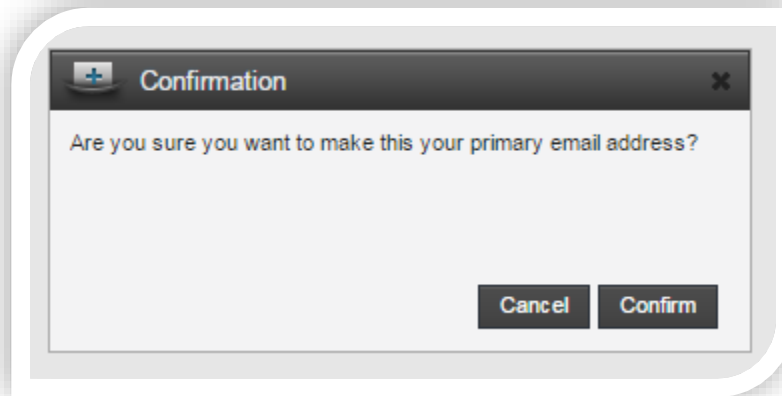 Confirmation
Are you sure you want to make this your primary email address?
Cancel Confirm